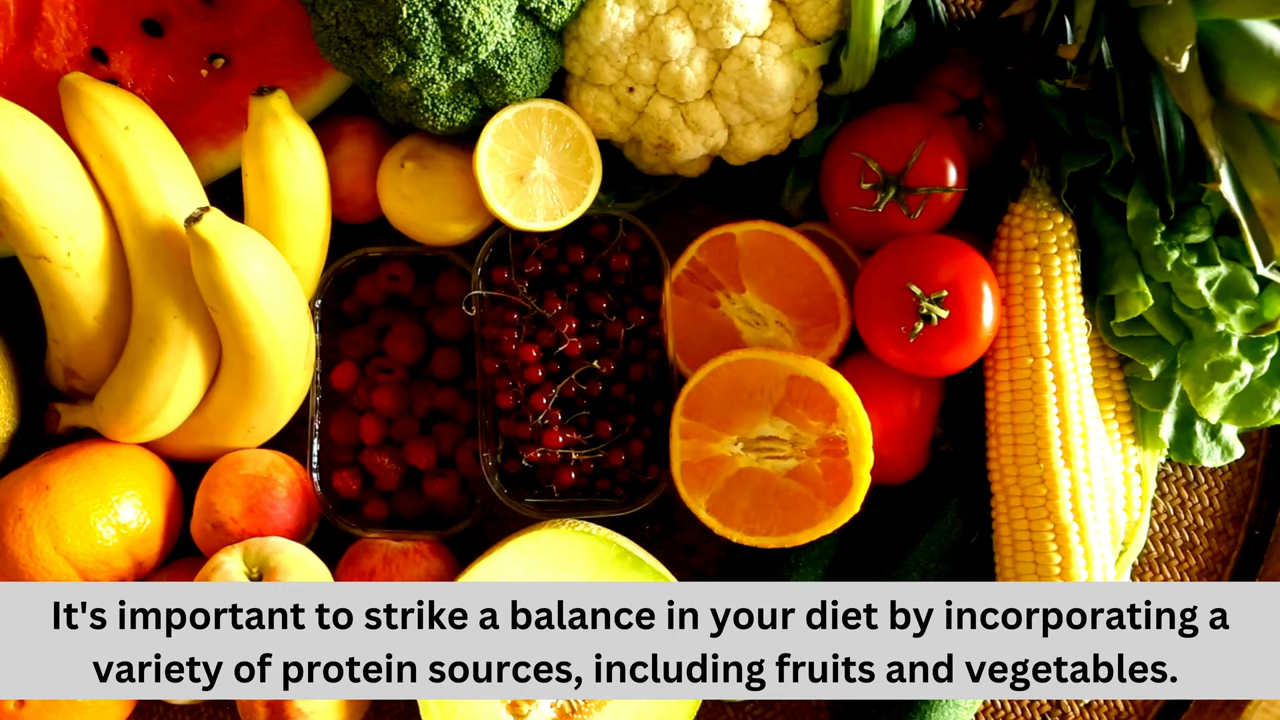 It's important to strike a balance in your diet by incorporating a
variety of protein sources, including fruits and vegetables.